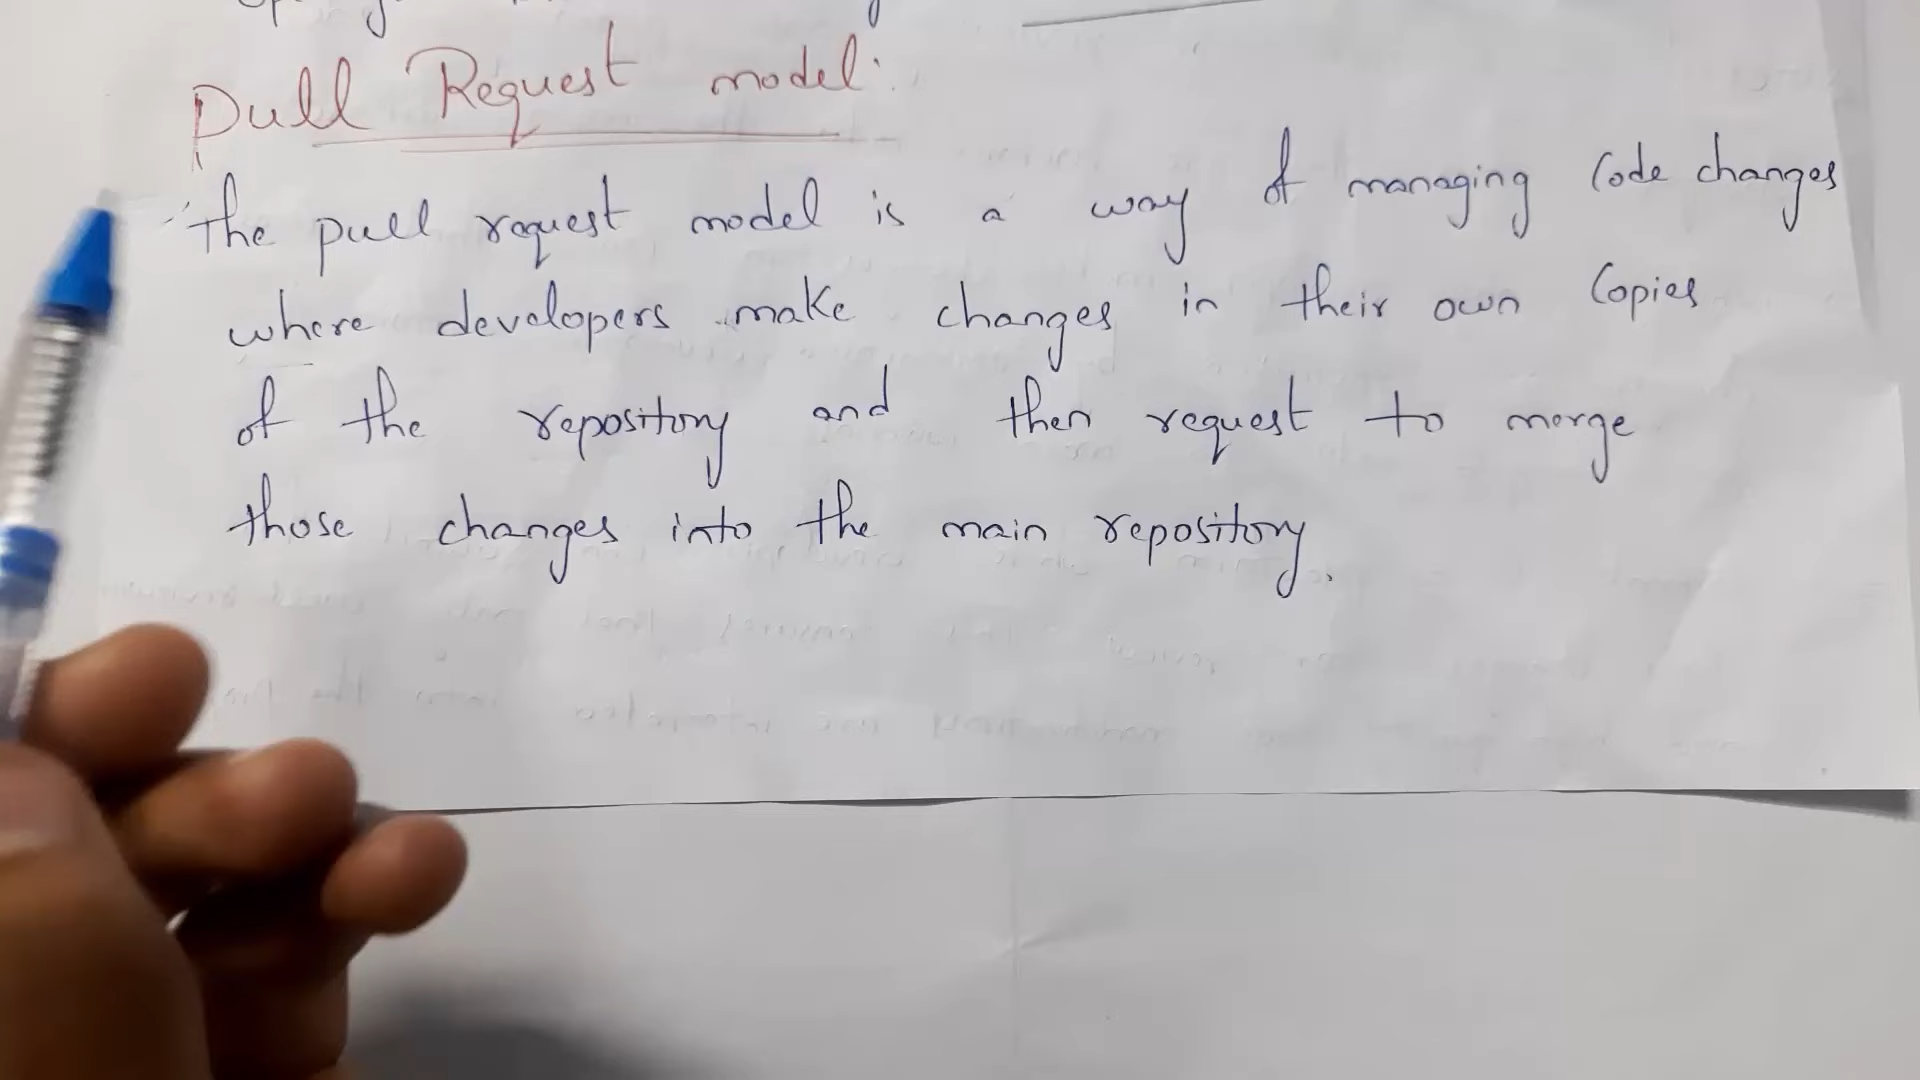 Pull Request model:
The pull request model is a way of managing code changes
where developers make changes in their own copies
of the repository and then request to merge
those changes into the main repository.